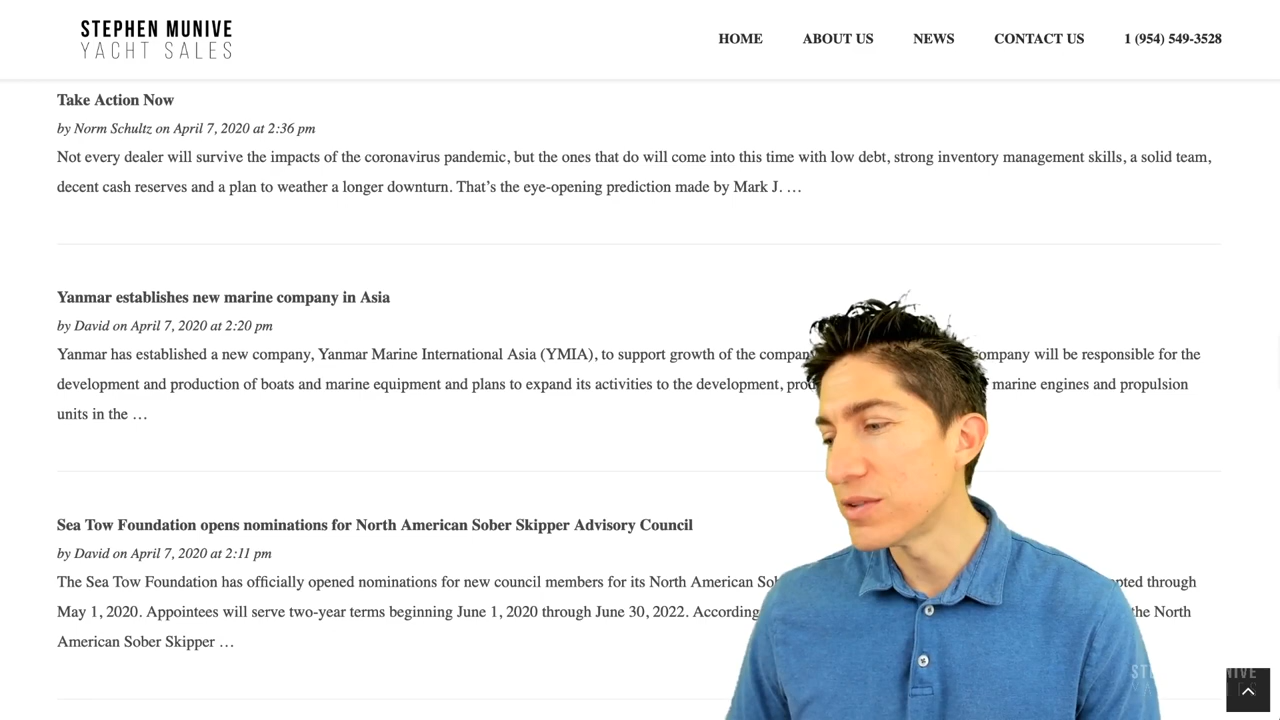 STEPHEN MUNIVE
YACHT SALES
HOME ABOUT US NEWS CONTACT US 1 (954) 549-3528
Take Action Now
by Norm Schultz on April 7, 2020 at 2:36 pm
Not every dealer will survive the impacts of the coronavirus pandemic, but the ones that do will come into this time with low debt, strong inventory management skills, a solid team,
decent cash reserves and a plan to weather a longer downturn. That’s the eye-opening prediction made by Mark J. …
Yanmar establishes new marine company in Asia
by David on April 7, 2020 at 2:20 pm
Yanmar has established a new company, Yanmar Marine International Asia (YMIA), to support growth of the company will be responsible for the
development and production of boats and marine equipment and plans to expand its activities to the development, marine engines and propulsion
units in the …
Sea Tow Foundation opens nominations for North American Sober Skipper Advisory Council
by David on April 7, 2020 at 2:11 pm
The Sea Tow Foundation has officially opened nominations for new council members for its North American through
May 1, 2020. Appointees will serve two-year terms beginning June 1, 2020 through June 30, 2022. According the North
American Sober Skipper …